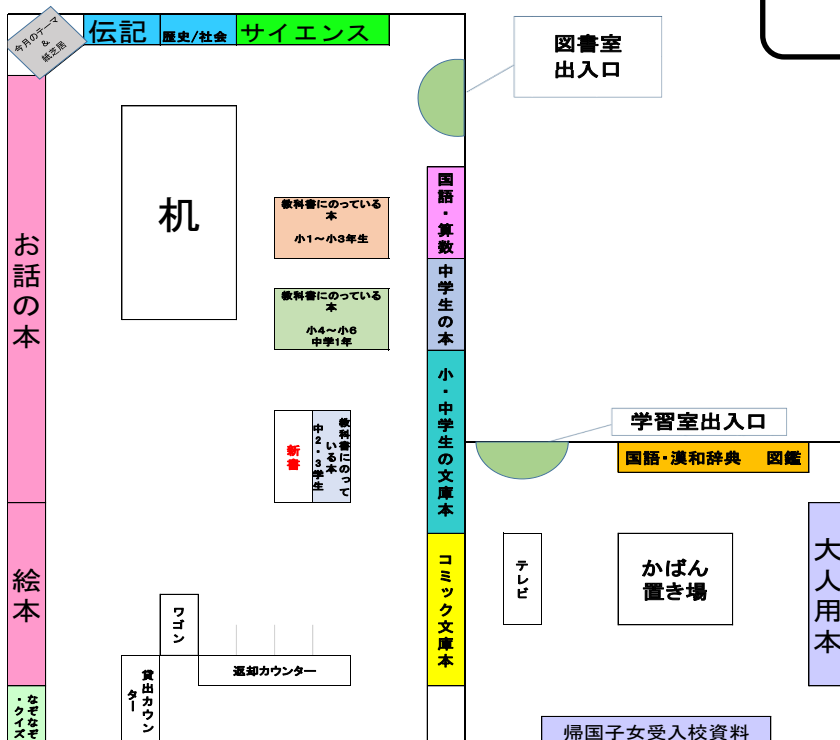 今月のテーマ
&
紙芝居
伝記
歴史/社会
サイエンス
図書室
出入口
机
教科書にのっている
本
小1～小3年生
教科書にのっている
本
小4～小6
中学1年
新書
教科書にのって
いる本
中2・3学生
お話の本
絵本
なぞなぞ
・クイズ
国語・算数
中学生の本
小・中学生の文庫本
コミック文庫本
ワゴン
貸出カウン
ター
返却カウンター
学習室出入口
国語・漢和辞典　図鑑
テレビ
かばん
置き場
大人用本
帰国子女受入校資料